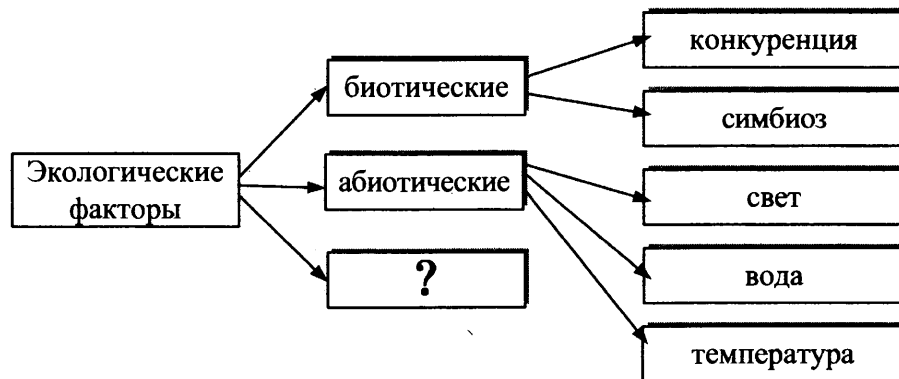 Экологические
факторы
биотические
абиотические
?
конкуренция
симбиоз
свет
вода
температура